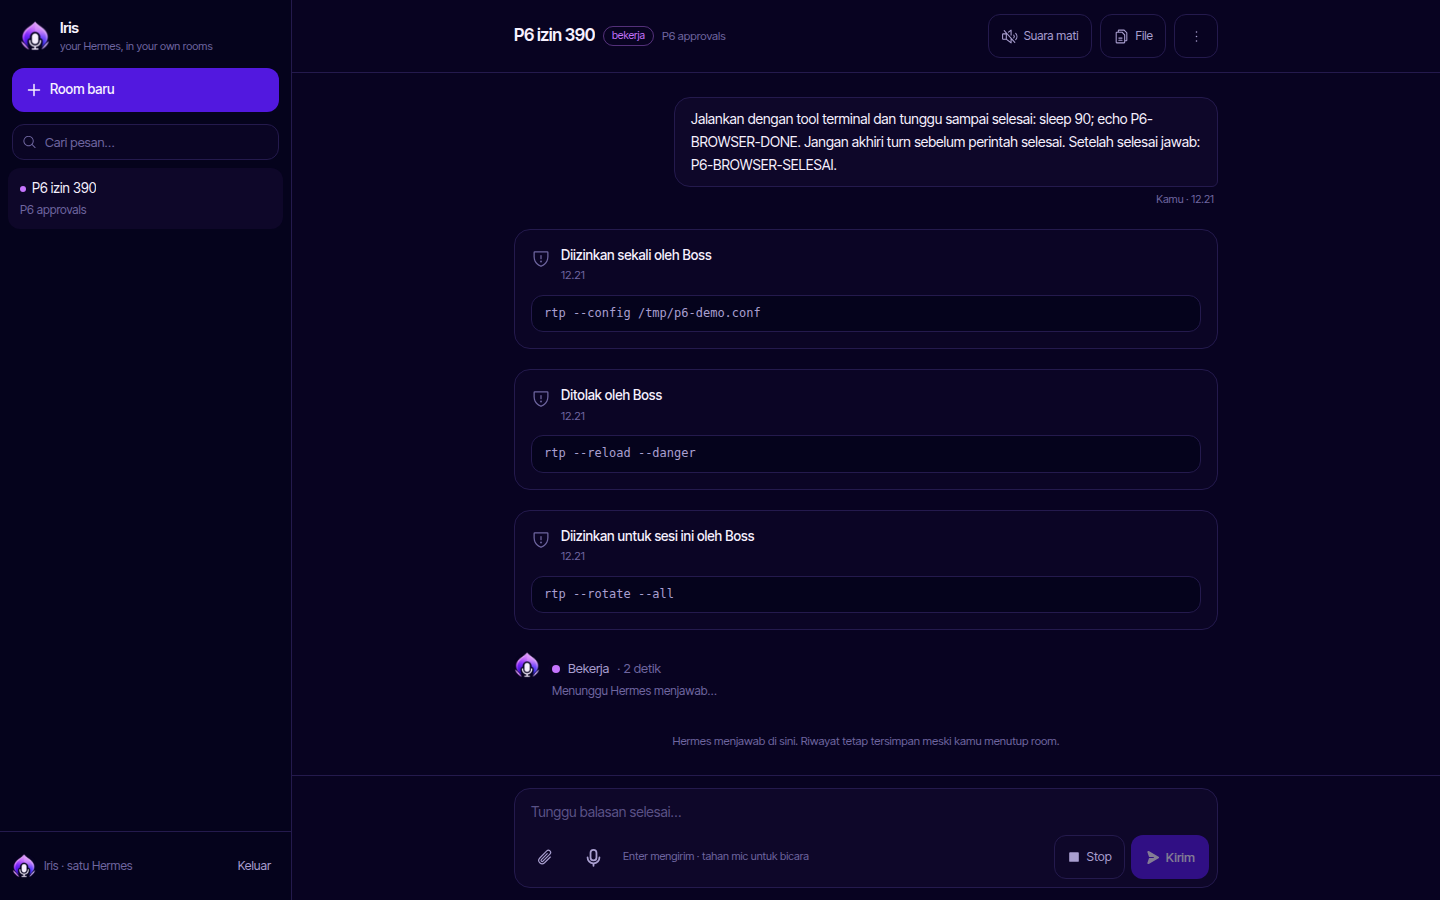 Iris
your Hermes, in your own rooms
Room baru
Cari pesan...
P6 izin 390
P6 approvals
Iris · satu Hermes
Keluar
P6 izin 390
bekerja
P6 approvals
Suara mati
File
Jalankan dengan tool terminal dan tunggu sampai selesai: sleep 90; echo P6-
BROWSER-DONE. Jangan akhiri turn sebelum perintah selesai. Setelah selesai jawab:
P6-BROWSER-SELESAI.
Kamu · 12.21
Diizinkan sekali oleh Boss
12.21
rtp --config /tmp/p6-demo.conf
Ditolak oleh Boss
12.21
rtp --reload --danger
Diizinkan untuk sesi ini oleh Boss
12.21
rtp --rotate --all
Bekerja · 2 detik
Menunggu Hermes menjawab...
Hermes menjawab di sini. Riwayat tetap tersimpan meski kamu menutup room.
Tunggu balasan selesai...
Enter mengirim · tahan mic untuk bicara
Stop
Kirim